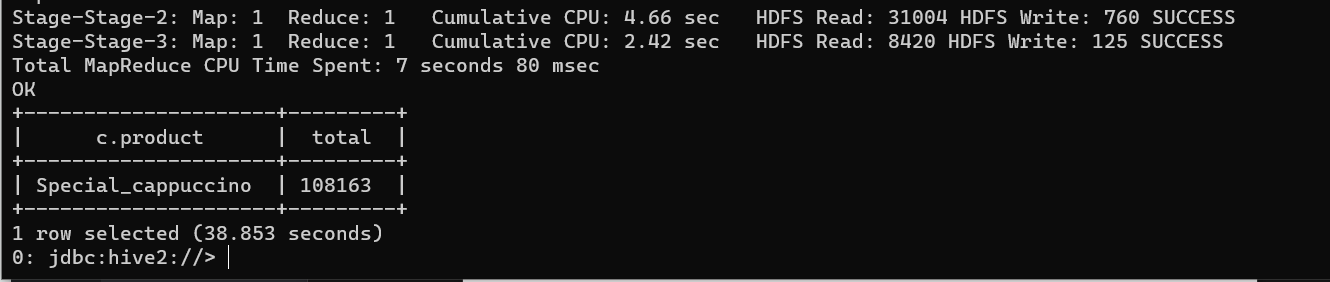 Stage-Stage-2: Map: 1  Reduce: 1   Cumulative CPU: 4.66 sec   HDFS Read: 31004 HDFS Write: 760 SUCCESS
Stage-Stage-3: Map: 1  Reduce: 1   Cumulative CPU: 2.42 sec   HDFS Read: 8420 HDFS Write: 125 SUCCESS
Total MapReduce CPU Time Spent: 7 seconds 80 msec
OK
+---------------------+---------+
|      c.product      |  total  |
+---------------------+---------+
| Special_cappuccino  | 108163  |
+---------------------+---------+
1 row selected (38.853 seconds)
0: jdbc:hive2://>